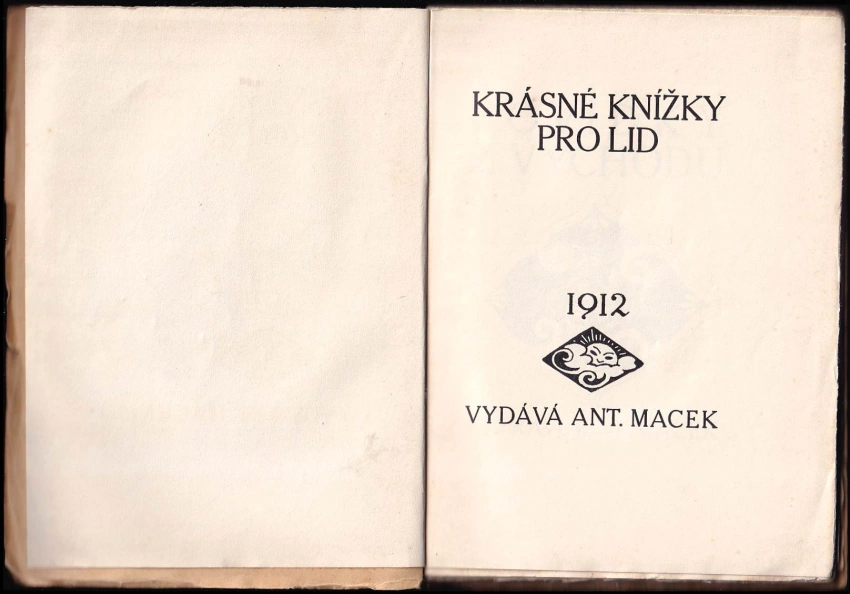 KRÁSNÉ KNÍŽKY
PRO LID
1912
VYDÁVÁ ANT. MACEK